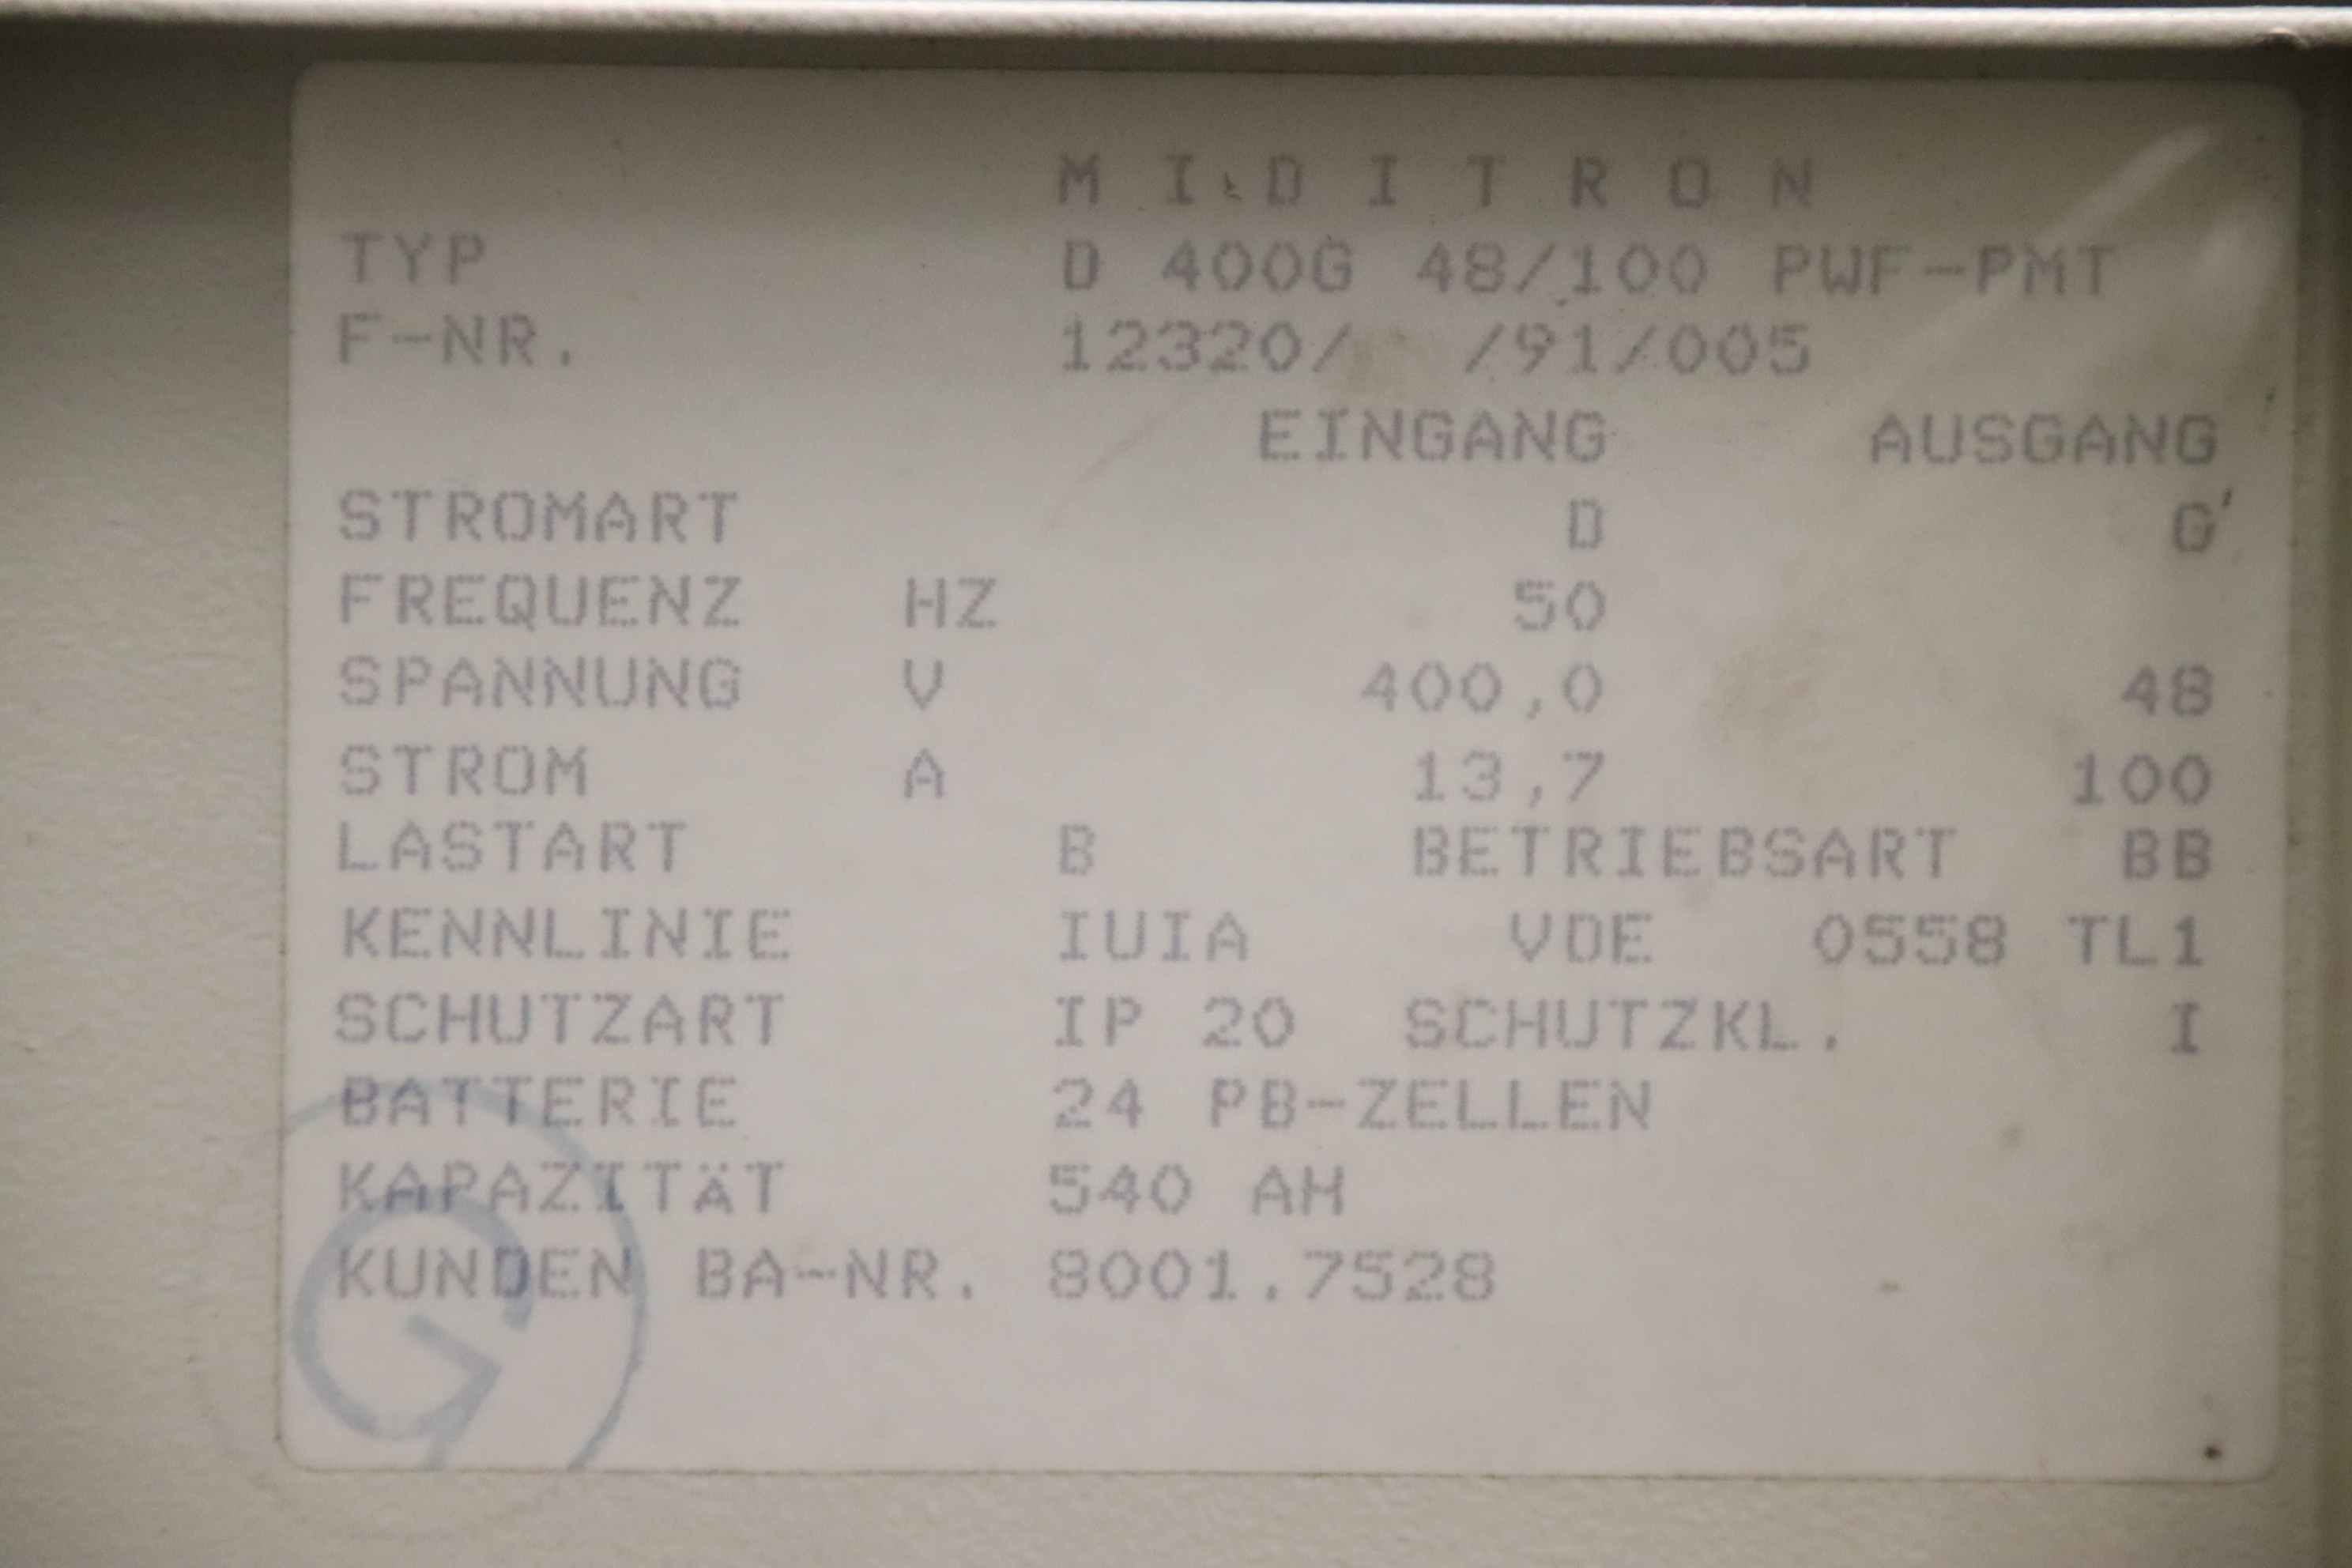 M I D I T R O N
TYP D 400G 48/100 PWF-PMT
F-NR. 12320/ /91/005
EINGANG AUSGANG
STROMART D G
FREQUENZ HZ 50
SPANNUNG V 400,0 48
STROM A 13,7 100
LASTART B BETRIEBSART BB
KENNLINIE IUIA VDE 0558 TL1
SCHUTZART IP 20 SCHUTZKL. I
BATTERIE 24 PB-ZELLEN
KAPAZITÄT 540 AH
KUNDEN BA-NR. 8001.7528